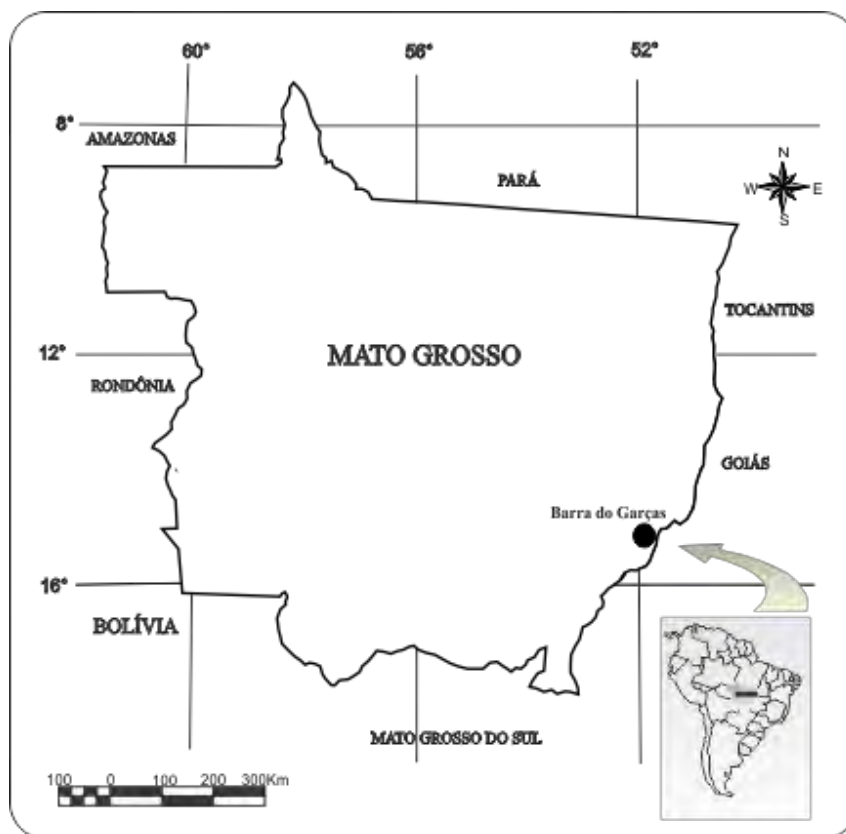 60° 56° 52°
8°
AMAZONAS
PARÁ
N
W E
S
TOCANTINS
12°
MATO GROSSO
RONDÔNIA
GOIÁS
Barra do Garças
16°
BOLÍVIA
MATO GROSSO DO SUL
100 0 100 200 300Km